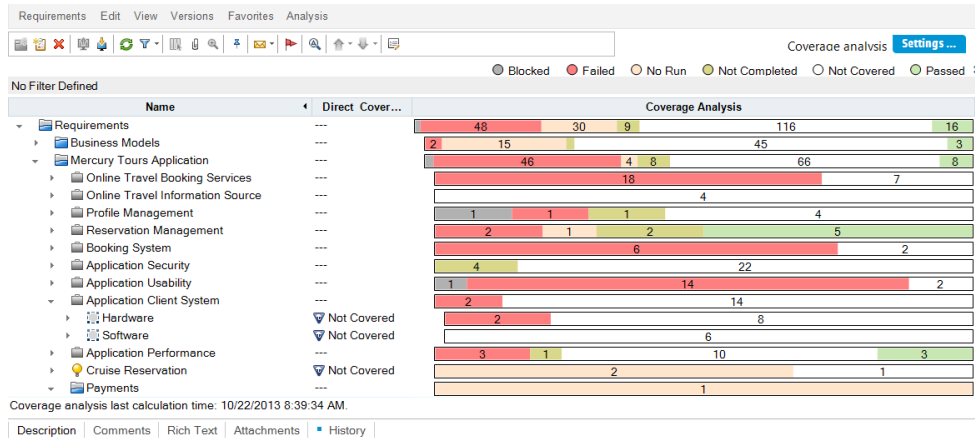 Requirements Edit View Versions Favorites Analysis
Coverage analysis Settings ...
Blocked Failed No Run Not Completed Not Covered Passed
No Filter Defined
Name Direct Cover... Coverage Analysis
Requirements --- 48 30 9 116 16
Business Models --- 2 15 45 3
Mercury Tours Application --- 46 4 8 66 8
Online Travel Booking Services --- 18 7
Online Travel Information Source --- 4
Profile Management --- 1 1 1 4
Reservation Management --- 2 1 2 5
Booking System --- 6 2
Application Security --- 4 22
Application Usability --- 1 14 2
Application Client System --- 2 14
Hardware Not Covered 2 8
Software Not Covered 6
Application Performance --- 3 1 10 3
Cruise Reservation Not Covered 2 1
Payments --- 1
Coverage analysis last calculation time: 10/22/2013 8:39:34 AM.
Description Comments Rich Text Attachments History